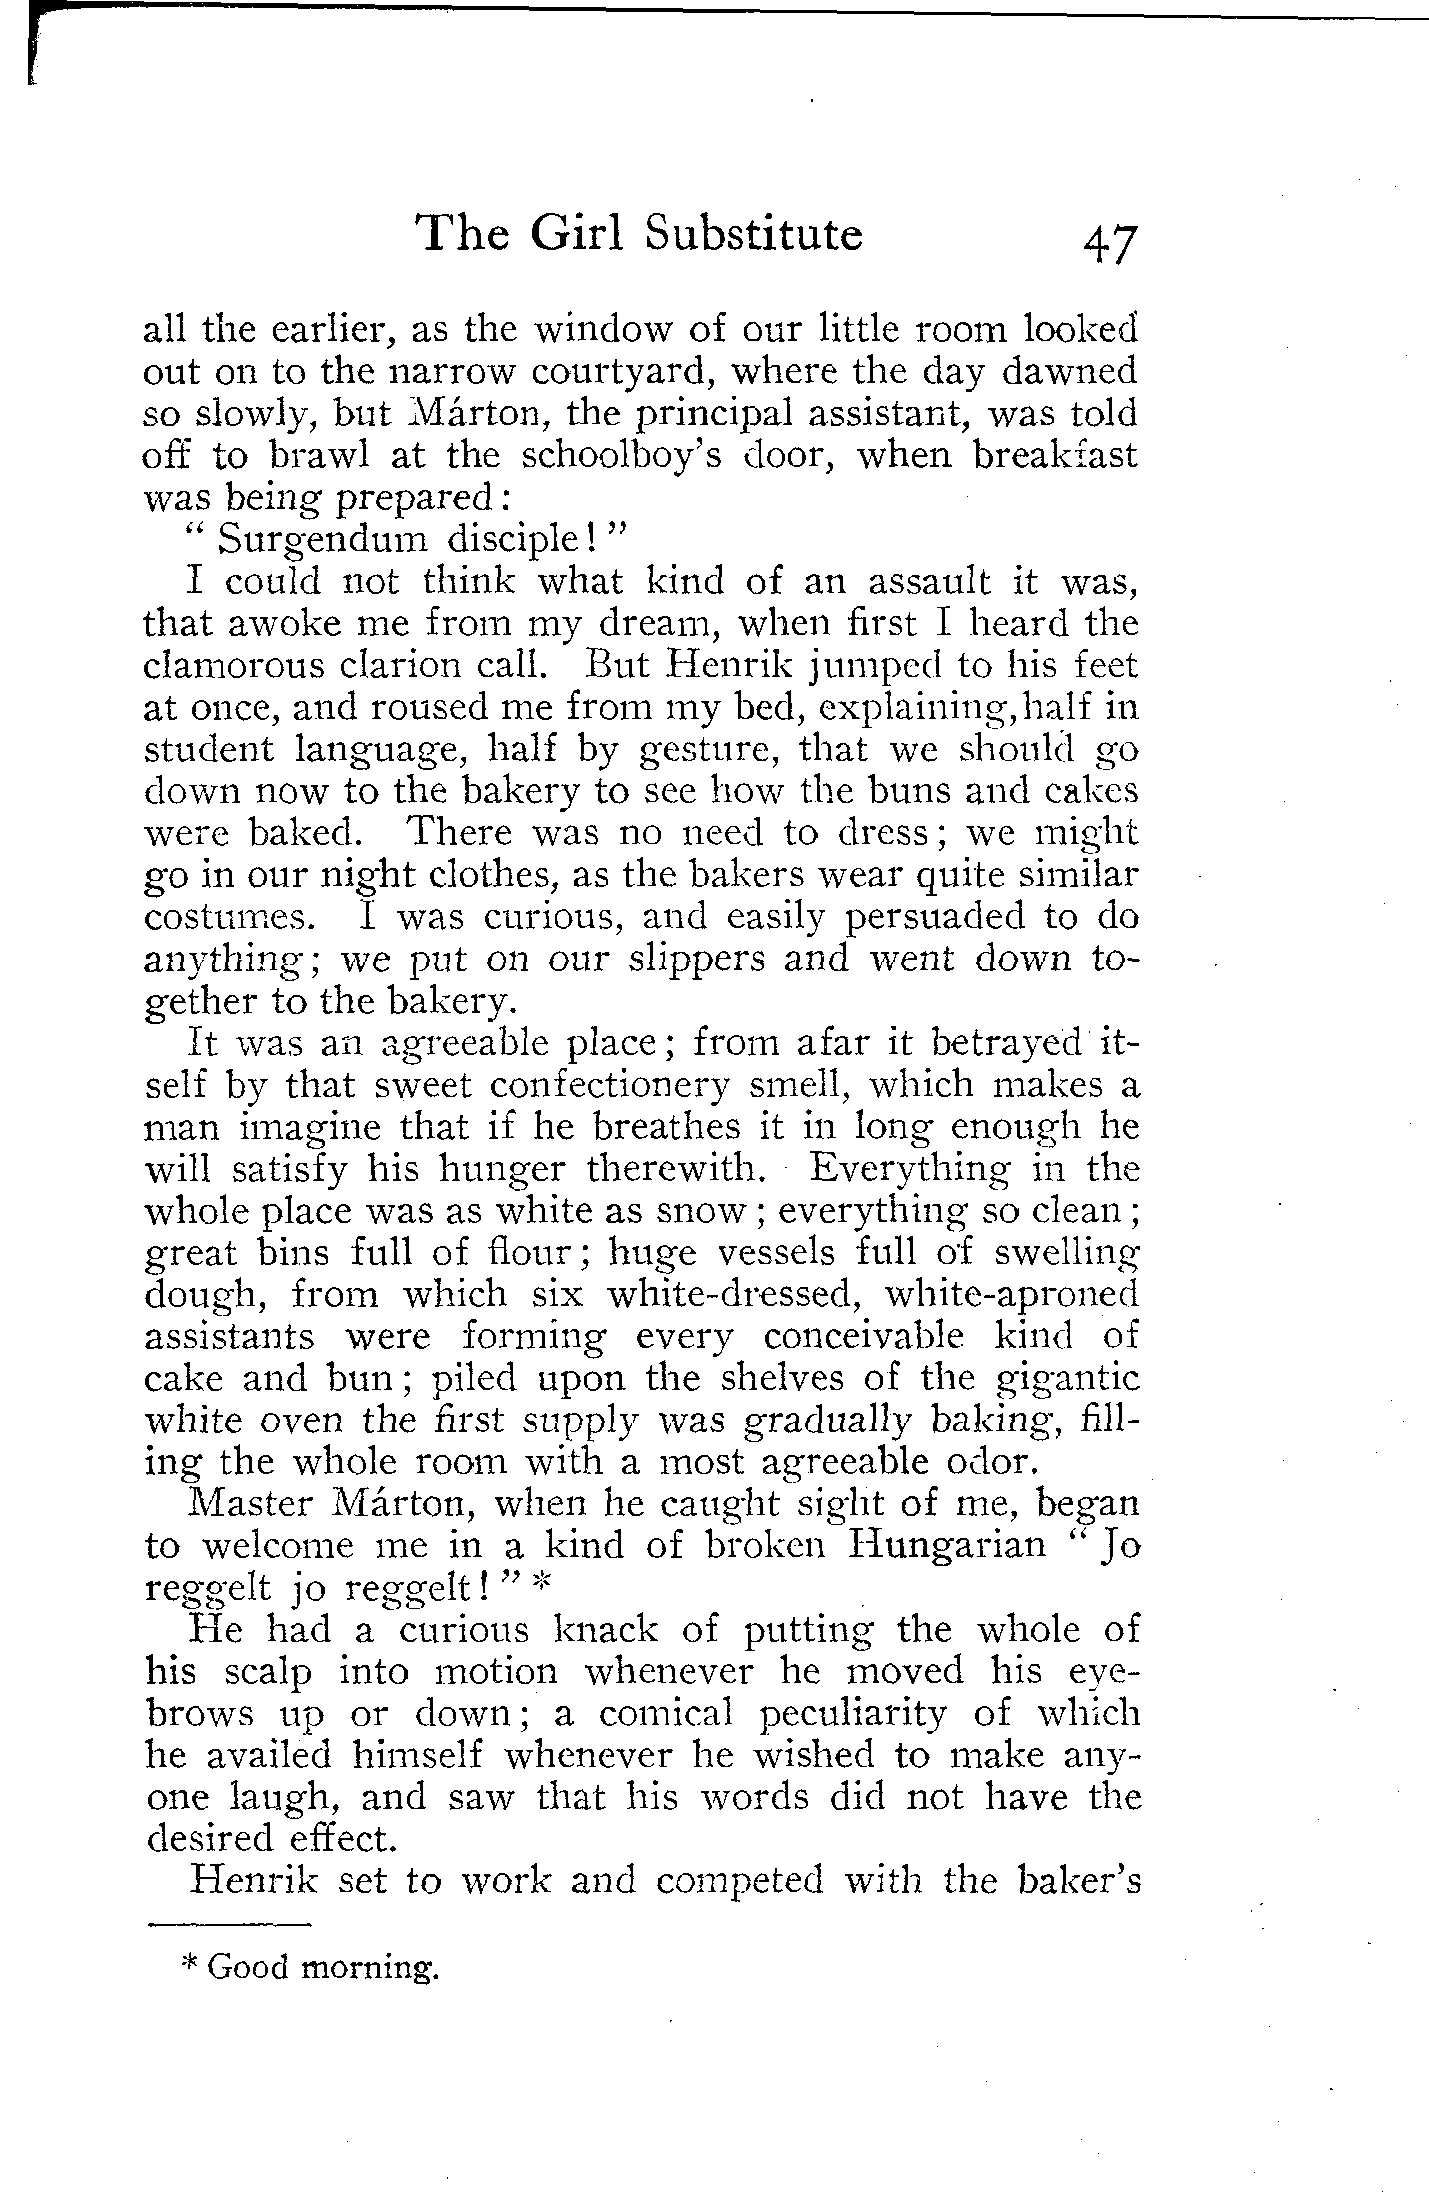 The Girl Substitute 47
all the earlier, as the window of our little room looked
out on to the narrow courtyard, where the day dawned
so slowly, but Márton, the principal assistant, was told
off to brawl at the schoolboy's door, when breakfast
was being prepared:
" Surgendum disciple! "
I could not think what kind of an assault it was,
that awoke me from my dream, when first I heard the
clamorous clarion call. But Henrik jumped to his feet
at once, and roused me from my bed, explaining,half in
student language, half by gesture, that we should go
down now to the bakery to see how the buns and cakes
were baked. There was no need to dress; we might
go in our night clothes, as the bakers wear quite similar
costumes. I was curious, and easily persuaded to do
anything; we put on our slippers and went down to-
gether to the bakery.
It was an agreeable place; from afar it betrayed it-
self by that sweet confectionery smell, which makes a
man imagine that if he breathes it in long enough he
will satisfy his hunger therewith. Everything in the
whole place was as white as snow; everything so clean;
great bins full of flour; huge vessels full of swelling
dough, from which six white-dressed, white-aproned
assistants were forming every conceivable kind of
cake and bun; piled upon the shelves of the gigantic
white oven the first supply was gradually baking, fill-
ing the whole room with a most agreeable odor.
Master Márton, when he caught sight of me, began
to welcome me in a kind of broken Hungarian " Jo
reggelt jo reggelt! " *
He had a curious knack of putting the whole of
his scalp into motion whenever he moved his eye-
brows up or down; a comical peculiarity of which
he availed himself whenever he wished to make any-
one laugh, and saw that his words did not have the
desired effect.
Henrik set to work and competed with the baker's
* Good morning.